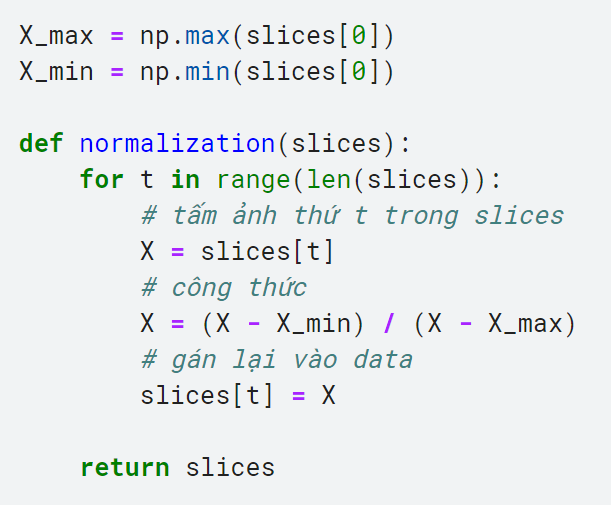 X_max = np.max(slices[0])
X_min = np.min(slices[0])
def normalization(slices):
    for t in range(len(slices)):
        # tấm ảnh thứ t trong slices
        X = slices[t]
        # công thức
        X = (X - X_min) / (X - X_max)
        # gán lại vào data
        slices[t] = X
    return slices